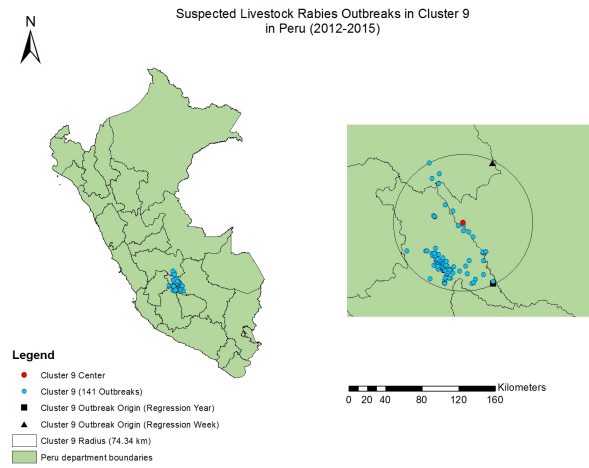 Suspected Livestock Rabies Outbreaks in Cluster 9
in Peru (2012-2015)
N
Legend
Cluster 9 Center
Cluster 9 (141 Outbreaks)
Cluster 9 Outbreak Origin (Regression Year)
Cluster 9 Outbreak Origin (Regression Week)
Cluster 9 Radius (74.34 km)
Peru department boundaries
Kilometers
0 20 40 80 120 160